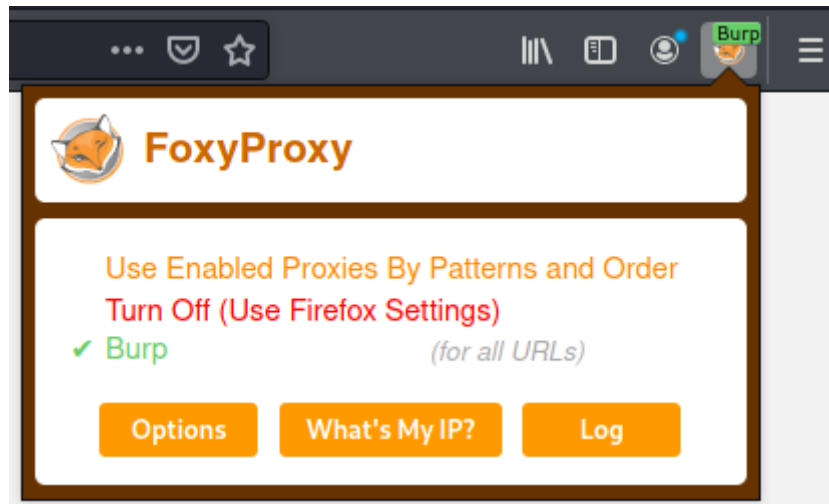 Burp
FoxyProxy
Use Enabled Proxies By Patterns and Order
Turn Off (Use Firefox Settings)
✔ Burp (for all URLs)
Options What's My IP? Log